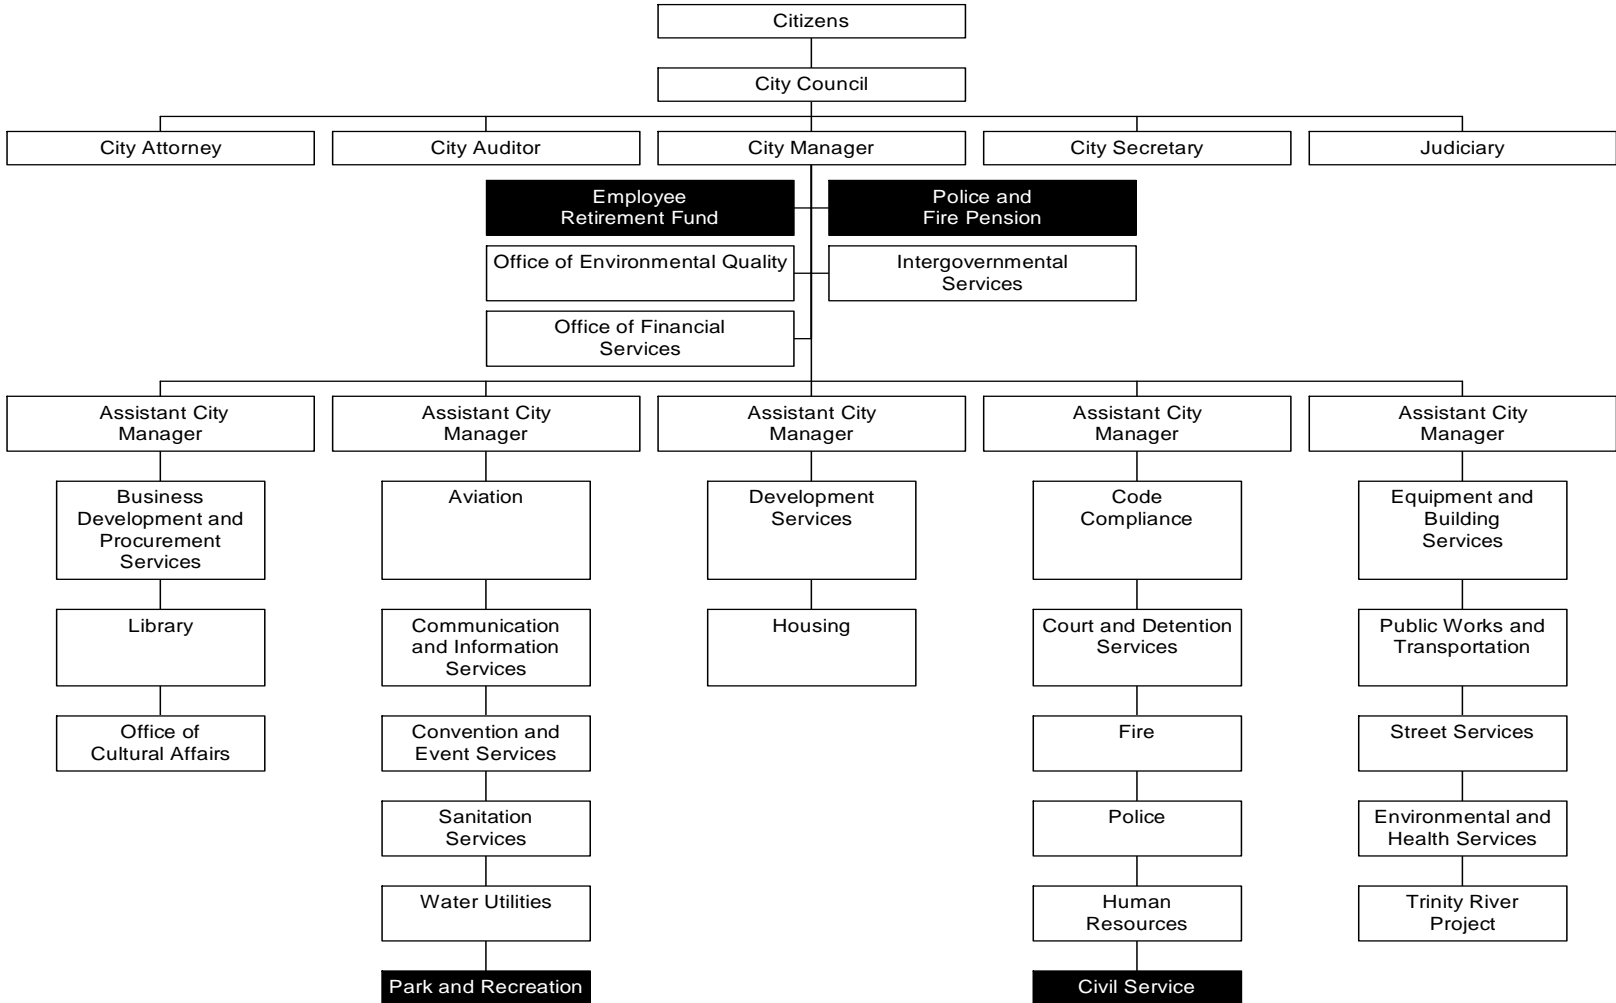 Citizens
City Council
City Attorney
City Auditor
City Manager
City Secretary
Judiciary
Employee
Retirement Fund
Police and
Fire Pension
Office of Environmental Quality
Intergovernmental
Services
Office of Financial
Services
Assistant City
Manager
Assistant City
Manager
Assistant City
Manager
Assistant City
Manager
Assistant City
Manager
Business
Development and
Procurement
Services
Library
Office of
Cultural Affairs
Aviation
Communication
and Information
Services
Convention and
Event Services
Sanitation
Services
Water Utilities
Park and Recreation
Development
Services
Housing
Code
Compliance
Court and Detention
Services
Fire
Police
Human
Resources
Civil Service
Equipment and
Building
Services
Public Works and
Transportation
Street Services
Environmental and
Health Services
Trinity River
Project